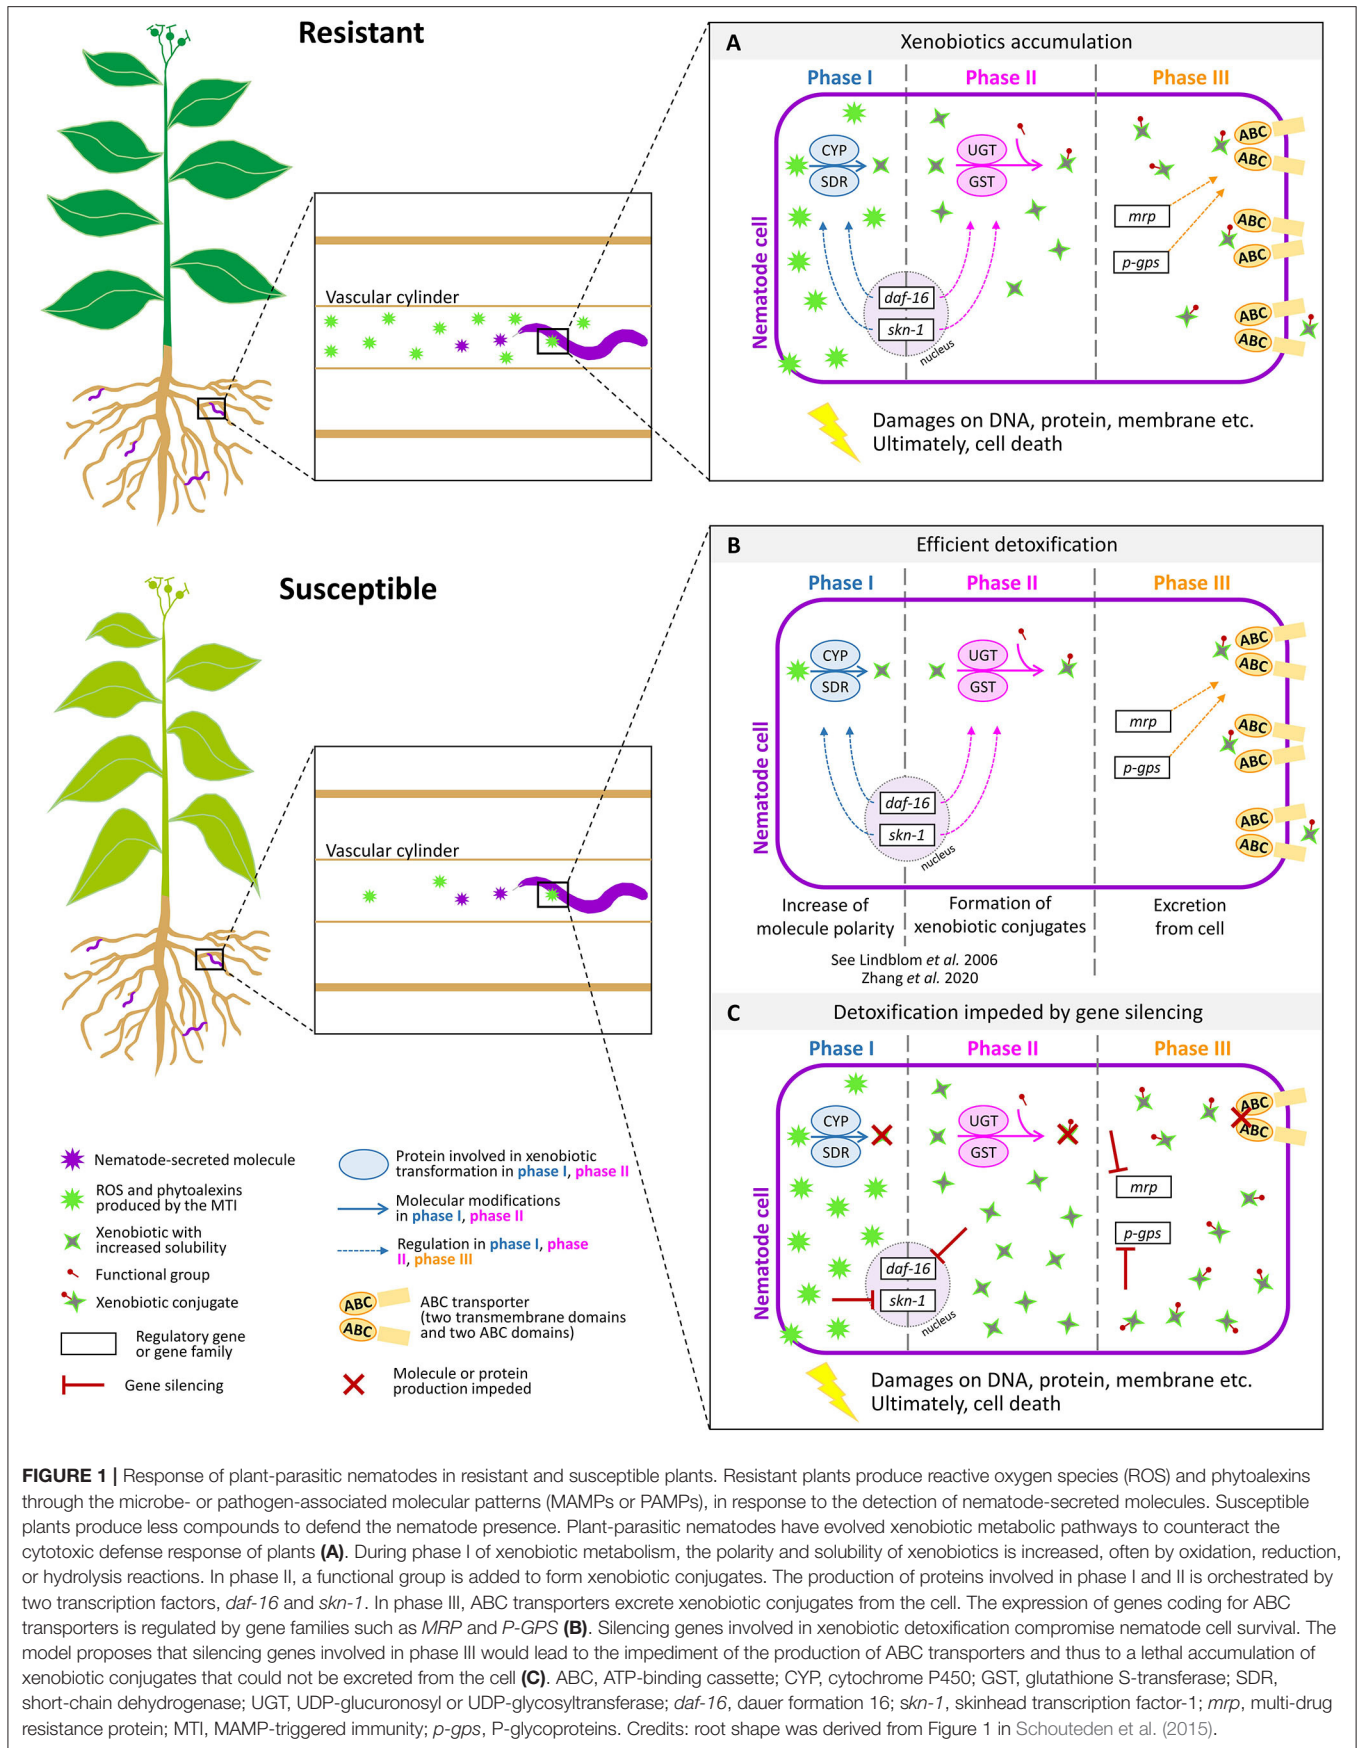 Resistant
Vascular cylinder
A
Xenobiotics accumulation
Phase I
Phase II
Phase III
Nematode cell
CYP
SDR
UGT
GST
daf-16
skn-1
nucleus
mrp
p-gps
ABC
ABC
ABC
ABC
ABC
ABC
Damages on DNA, protein, membrane etc.
Ultimately, cell death
Susceptible
Vascular cylinder
B
Efficient detoxification
Phase I
Phase II
Phase III
Nematode cell
CYP
SDR
UGT
GST
daf-16
skn-1
nucleus
mrp
p-gps
ABC
ABC
ABC
ABC
ABC
ABC
Increase of
molecule polarity
Formation of
xenobiotic conjugates
Excretion
from cell
See Lindblom et al. 2006
Zhang et al. 2020
C
Detoxification impeded by gene silencing
Phase I
Phase II
Phase III
Nematode cell
CYP
SDR
UGT
GST
daf-16
skn-1
nucleus
mrp
p-gps
ABC
ABC
Damages on DNA, protein, membrane etc.
Ultimately, cell death
Nematode-secreted molecule
ROS and phytoalexins
produced by the MTI
Xenobiotic with
increased solubility
Functional group
Xenobiotic conjugate
Regulatory gene
or gene family
Gene silencing
Protein involved in xenobiotic
transformation in phase I, phase II
Molecular modifications
in phase I, phase II
Regulation in phase I, phase
II, phase III
ABC
ABC
ABC transporter
(two transmembrane domains
and two ABC domains)
Molecule or protein
production impeded
FIGURE 1 | Response of plant-parasitic nematodes in resistant and susceptible plants. Resistant plants produce reactive oxygen species (ROS) and phytoalexins
through the microbe- or pathogen-associated molecular patterns (MAMPs or PAMPs), in response to the detection of nematode-secreted molecules. Susceptible
plants produce less compounds to defend the nematode presence. Plant-parasitic nematodes have evolved xenobiotic metabolic pathways to counteract the
cytotoxic defense response of plants (A). During phase I of xenobiotic metabolism, the polarity and solubility of xenobiotics is increased, often by oxidation, reduction,
or hydrolysis reactions. In phase II, a functional group is added to form xenobiotic conjugates. The production of proteins involved in phase I and II is orchestrated by
two transcription factors, daf-16 and skn-1. In phase III, ABC transporters excrete xenobiotic conjugates from the cell. The expression of genes coding for ABC
transporters is regulated by gene families such as MRP and P-GPS (B). Silencing genes involved in xenobiotic detoxification compromise nematode cell survival. The
model proposes that silencing genes involved in phase III would lead to the impediment of the production of ABC transporters and thus to a lethal accumulation of
xenobiotic conjugates that could not be excreted from the cell (C). ABC, ATP-binding cassette; CYP, cytochrome P450; GST, glutathione S-transferase; SDR,
short-chain dehydrogenase; UGT, UDP-glucuronosyl or UDP-glycosyltransferase; daf-16, dauer formation 16; skn-1, skinhead transcription factor-1; mrp, multi-drug
resistance protein; MTI, MAMP-triggered immunity; p-gps, P-glycoproteins. Credits: root shape was derived from Figure 1 in Schouteden et al. (2015).